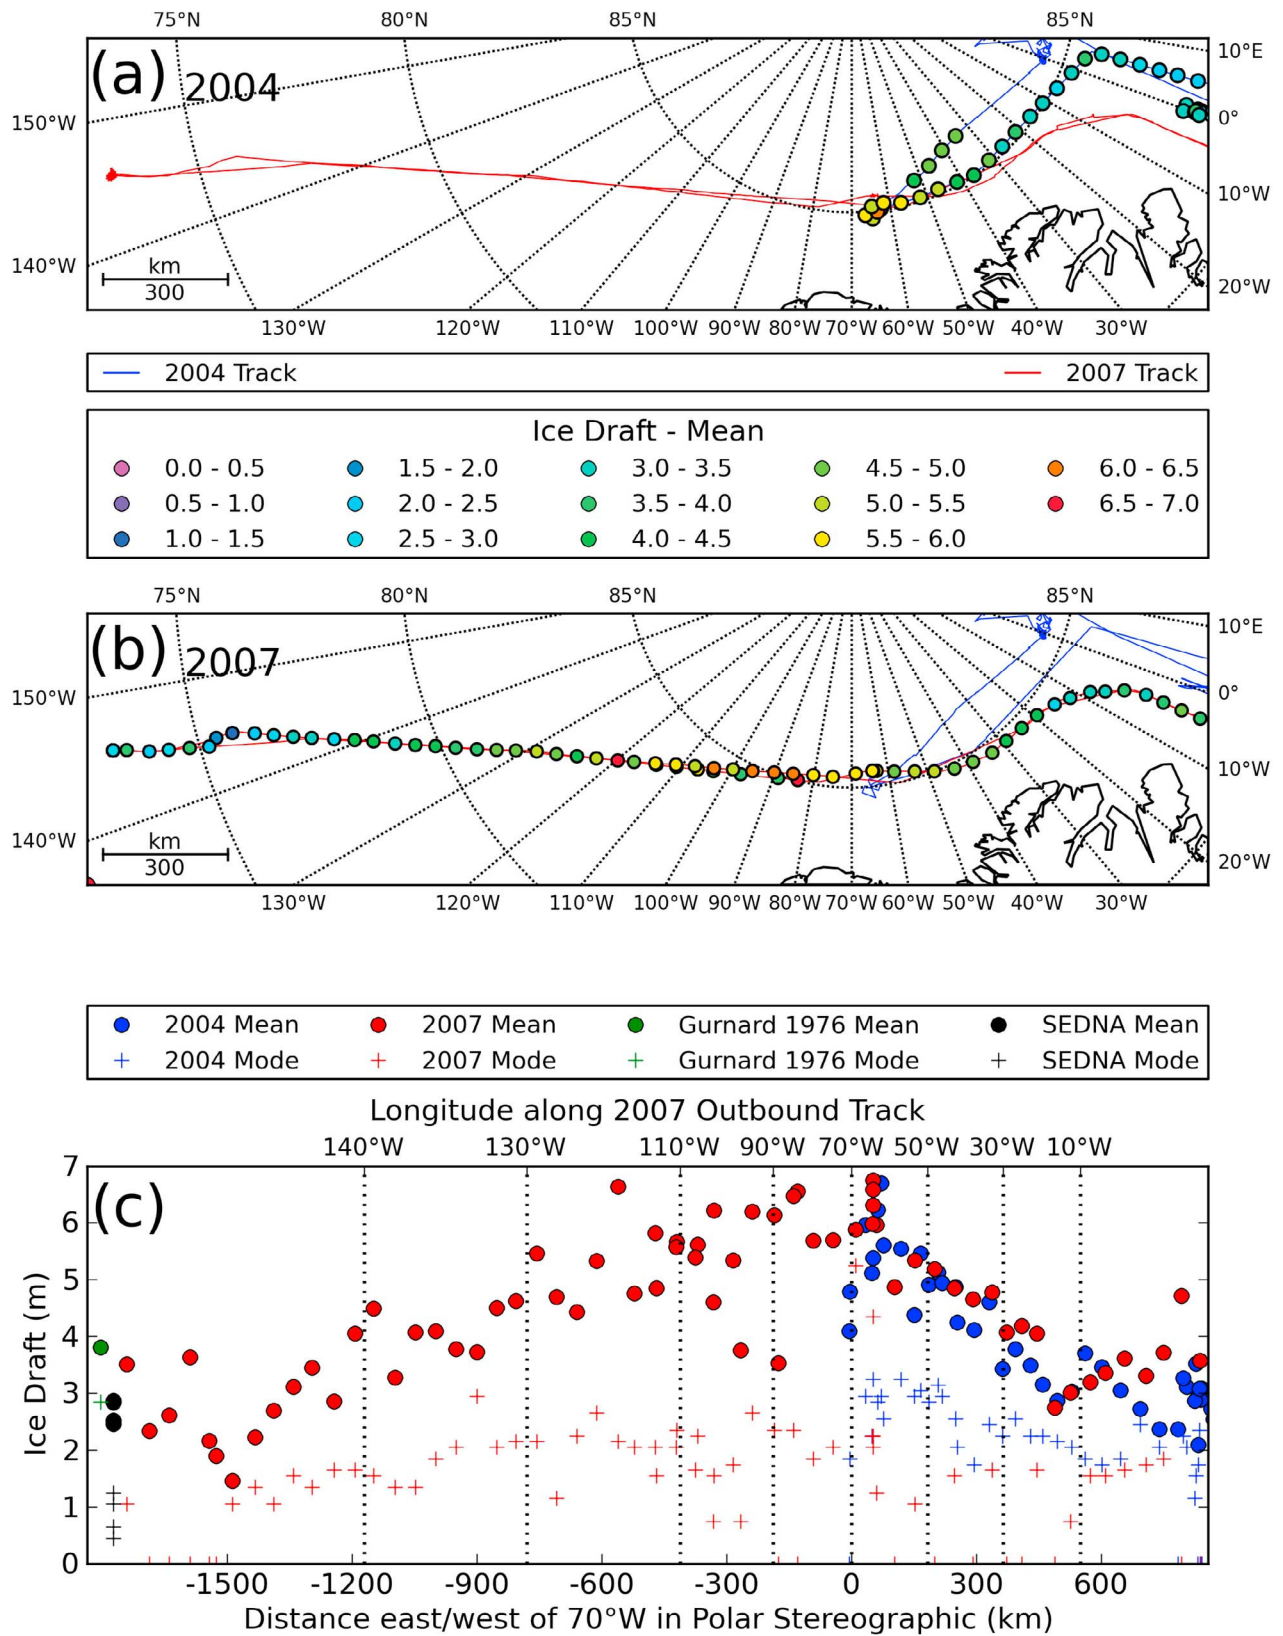 75°N 80°N 85°N 85°N
(a) 2004
10°E
150°W 0°
10°W
140°W
km
300
20°W
130°W 120°W 110°W 100°W 90°W 80°W 70°W 60°W 50°W 40°W 30°W
2004 Track 2007 Track
Ice Draft - Mean
0.0 - 0.5 1.5 - 2.0 3.0 - 3.5 4.5 - 5.0 6.0 - 6.5
0.5 - 1.0 2.0 - 2.5 3.5 - 4.0 5.0 - 5.5 6.5 - 7.0
1.0 - 1.5 2.5 - 3.0 4.0 - 4.5 5.5 - 6.0
75°N 80°N 85°N 85°N
(b) 2007
10°E
150°W 0°
10°W
140°W
km
300
20°W
130°W 120°W 110°W 100°W 90°W 80°W 70°W 60°W 50°W 40°W 30°W
2004 Mean 2007 Mean Gurnard 1976 Mean SEDNA Mean
2004 Mode 2007 Mode Gurnard 1976 Mode SEDNA Mode
Longitude along 2007 Outbound Track
140°W 130°W 110°W 90°W 70°W 50°W 30°W 10°W
(c)
7
6
5
4
3
2
1
0
Ice Draft (m)
-1500 -1200 -900 -600 -300 0 300 600
Distance east/west of 70°W in Polar Stereographic (km)